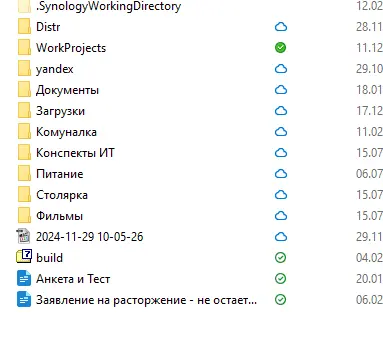 .SynologyWorkingDirectory 12.02
Distr 28.11
WorkProjects 11.12
yandex 29.10
Документы 18.01
Загрузки 17.12
Комуналка 11.02
Конспекты ИТ 15.07
Питание 06.07
Столярка 15.07
Фильмы 15.07
2024-11-29 10-05-26 29.11
build 04.02
Анкета и Тест 20.01
Заявление на расторжение - не остает... 06.02